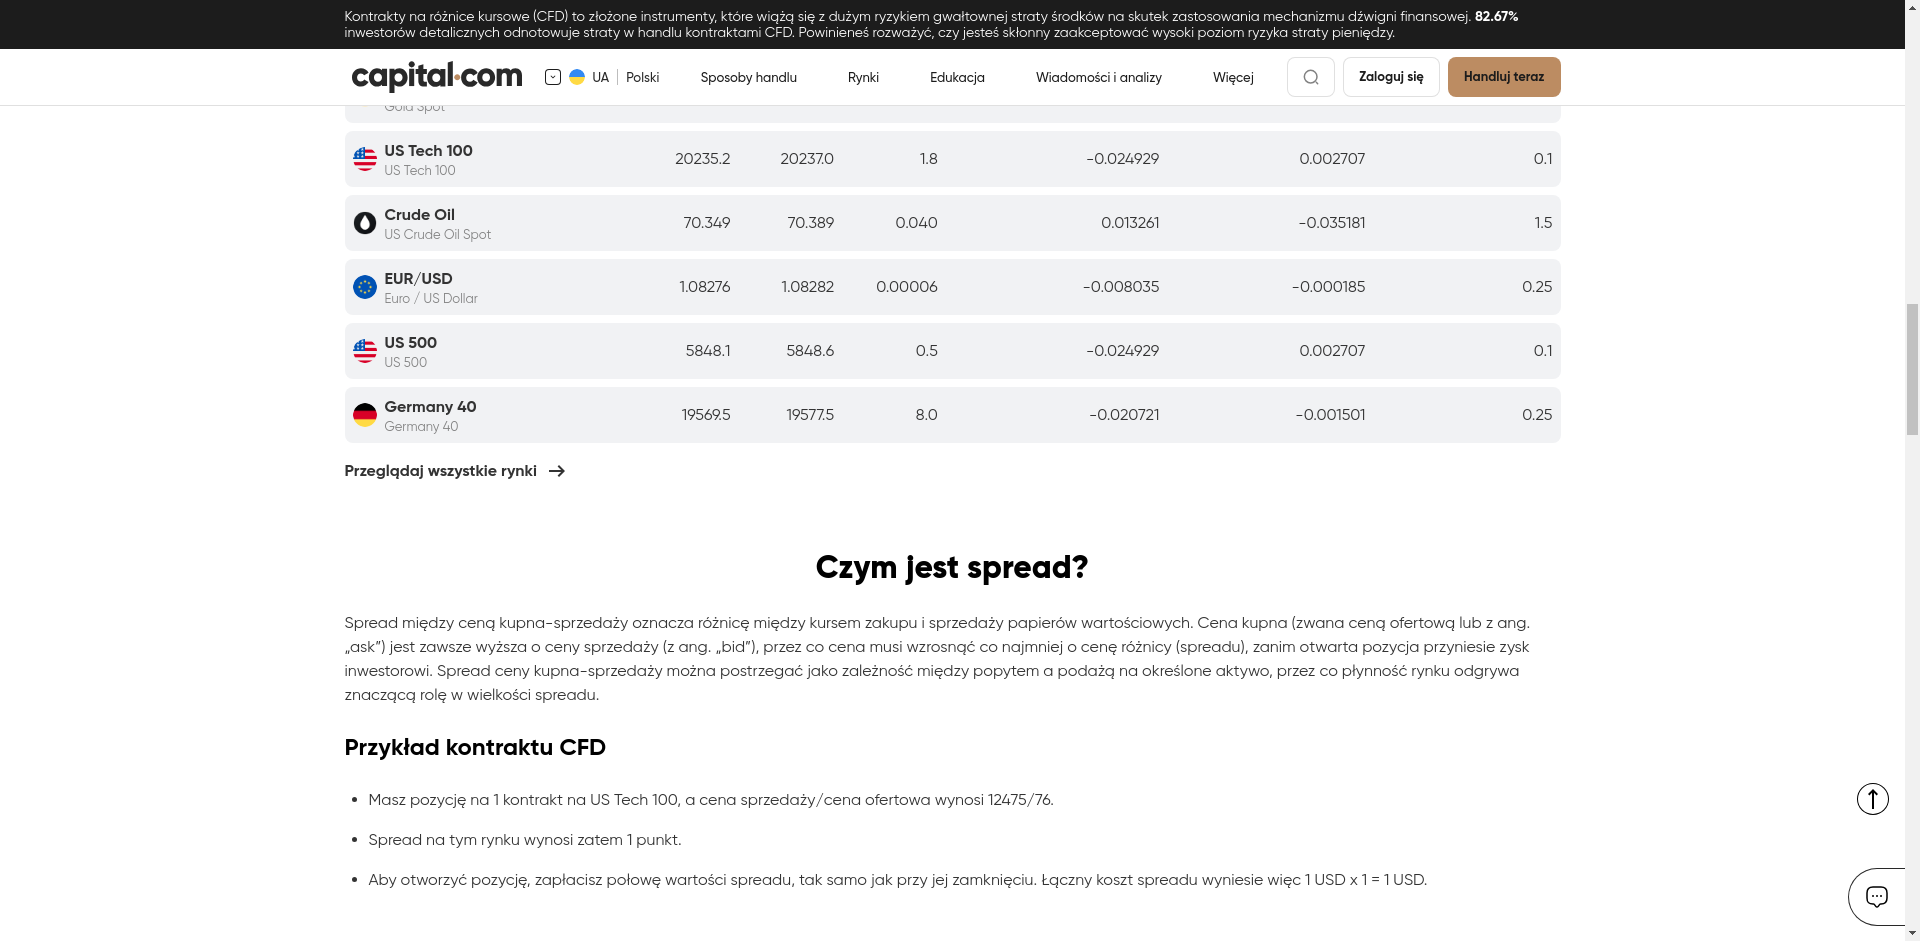 Kontrakty na różnice kursowe (CFD) to złożone instrumenty, które wiążą się z dużym ryzykiem gwałtownej straty środków na skutek zastosowania mechanizmu dźwigni finansowej. 82.67%
inwestorów detalicznych odnotowuje straty w handlu kontraktami CFD. Powinieneś rozważyć, czy jesteś skłonny zaakceptować wysoki poziom ryzyka straty pieniędzy.
capital.com UA Polski Sposoby handlu Rynki Edukacja Wiadomości i analizy Więcej Zaloguj się Handluj teraz
Gold Spot
US Tech 100
US Tech 100
20235.2 20237.0 1.8 -0.024929 0.002707 0.1
Crude Oil
US Crude Oil Spot
70.349 70.389 0.040 0.013261 -0.035181 1.5
EUR/USD
Euro / US Dollar
1.08276 1.08282 0.00006 -0.008035 -0.000185 0.25
US 500
US 500
5848.1 5848.6 0.5 -0.024929 0.002707 0.1
Germany 40
Germany 40
19569.5 19577.5 8.0 -0.020721 -0.001501 0.25
Przeglądaj wszystkie rynki
Czym jest spread?
Spread między ceną kupna-sprzedaży oznacza różnicę między kursem zakupu i sprzedaży papierów wartościowych. Cena kupna (zwana ceną ofertową lub z ang.
„ask”) jest zawsze wyższa o ceny sprzedaży (z ang. „bid”), przez co cena musi wzrosnąć co najmniej o cenę różnicy (spreadu), zanim otwarta pozycja przyniesie zysk
inwestorowi. Spread ceny kupna-sprzedaży można postrzegać jako zależność między popytem a podażą na określone aktywo, przez co płynność rynku odgrywa
znaczącą rolę w wielkości spreadu.
Przykład kontraktu CFD
Masz pozycję na 1 kontrakt na US Tech 100, a cena sprzedaży/cena ofertowa wynosi 12475/76.
Spread na tym rynku wynosi zatem 1 punkt.
Aby otworzyć pozycję, zapłacisz połowę wartości spreadu, tak samo jak przy jej zamknięciu. Łączny koszt spreadu wyniesie więc 1 USD x 1 = 1 USD.